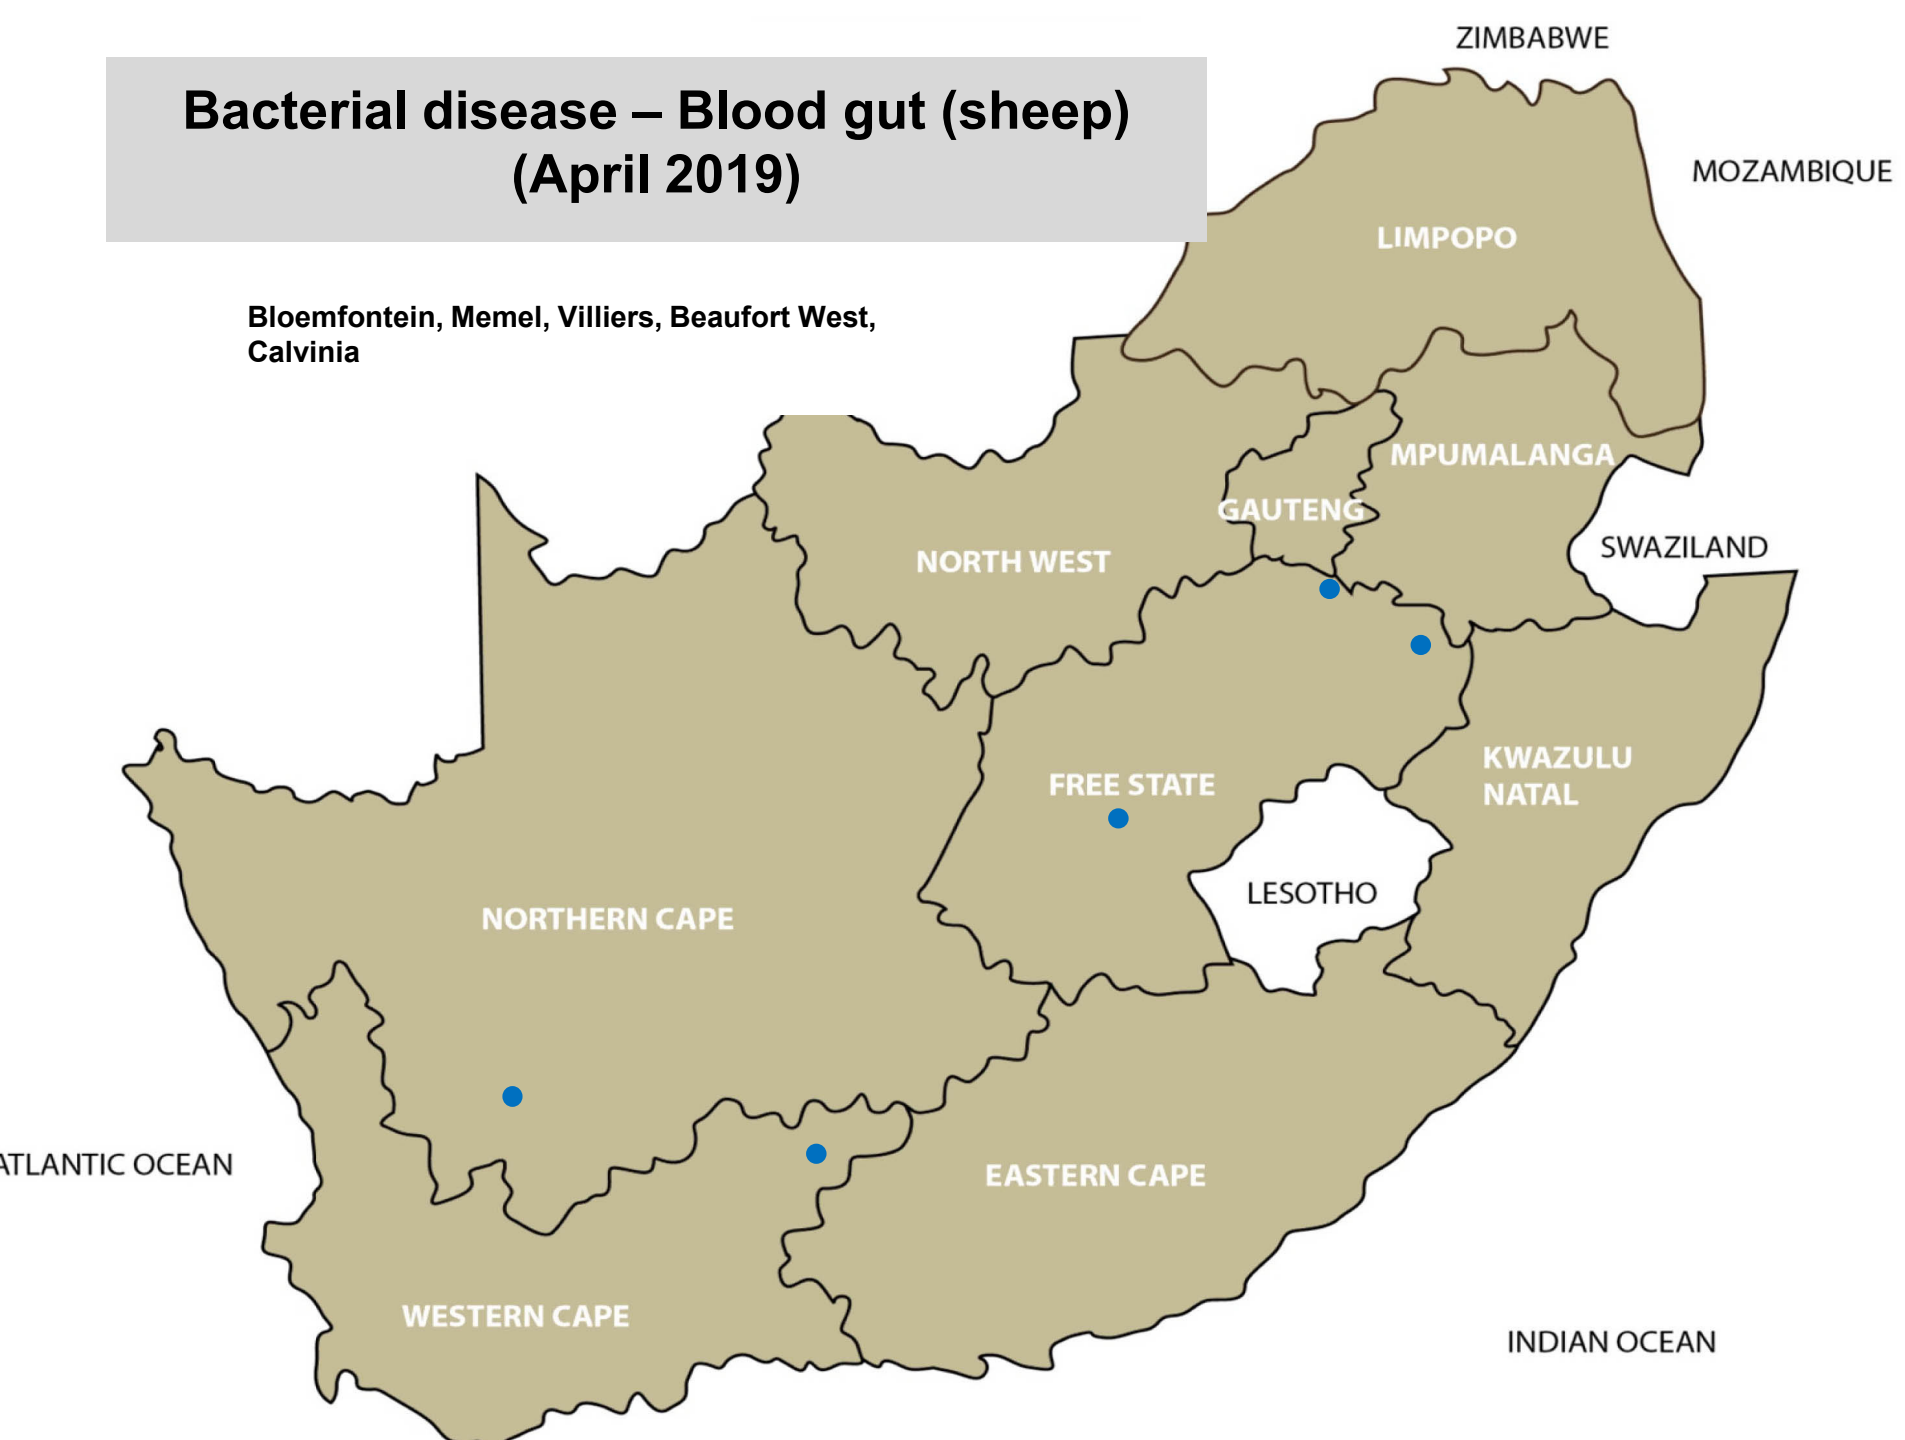 ZIMBABWE
Bacterial disease – Blood gut (sheep)
(April 2019)
MOZAMBIQUE
LIMPOPO
Bloemfontein, Memel, Villiers, Beaufort West,
Calvinia
MPUMALANGA
GAUTENG
SWAZILAND
NORTH WEST
KWAZULU
NATAL
FREE STATE
LESOTHO
NORTHERN CAPE
ATLANTIC OCEAN
EASTERN CAPE
WESTERN CAPE
INDIAN OCEAN